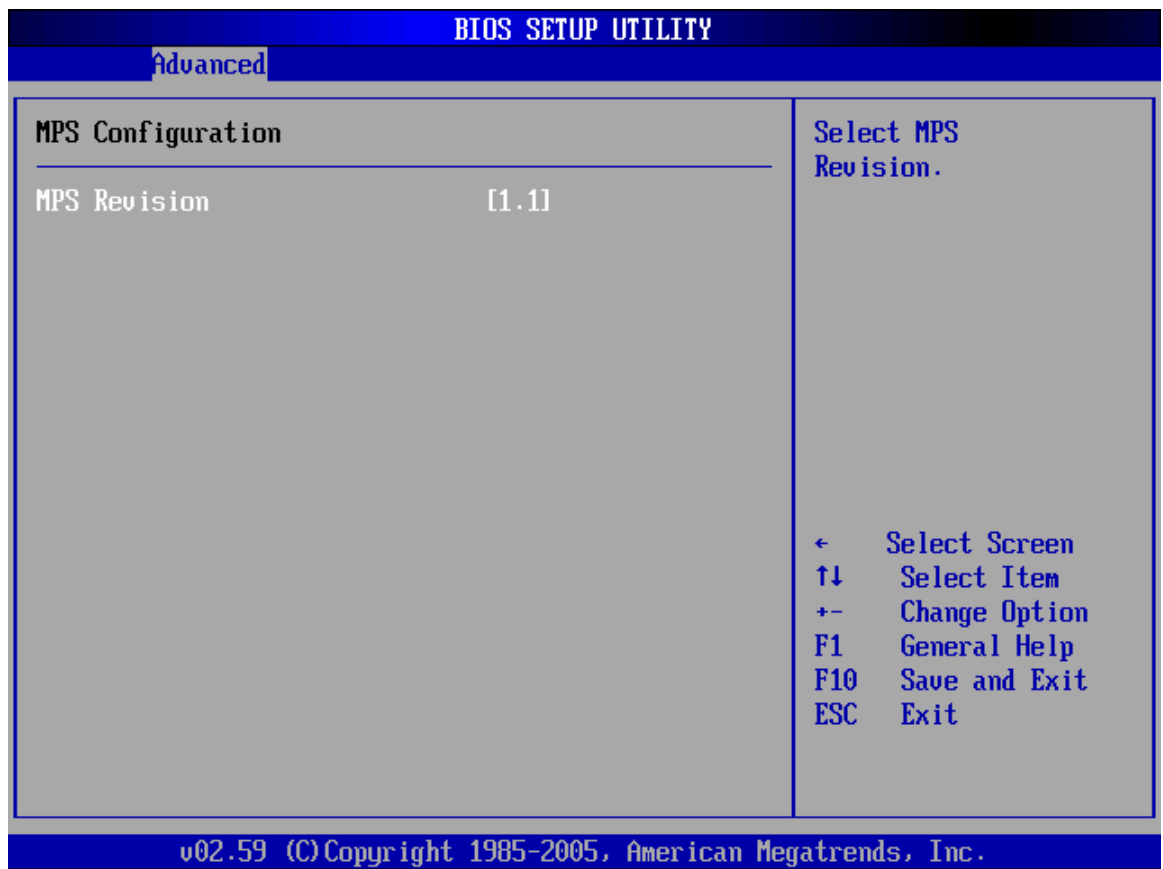 BIOS SETUP UTILITY
Advanced
MPS Configuration
MPS Revision [1.1]
Select MPS
Revision.
← Select Screen
↑↓ Select Item
+- Change Option
F1 General Help
F10 Save and Exit
ESC Exit
v02.59 (C)Copyright 1985-2005, American Megatrends, Inc.